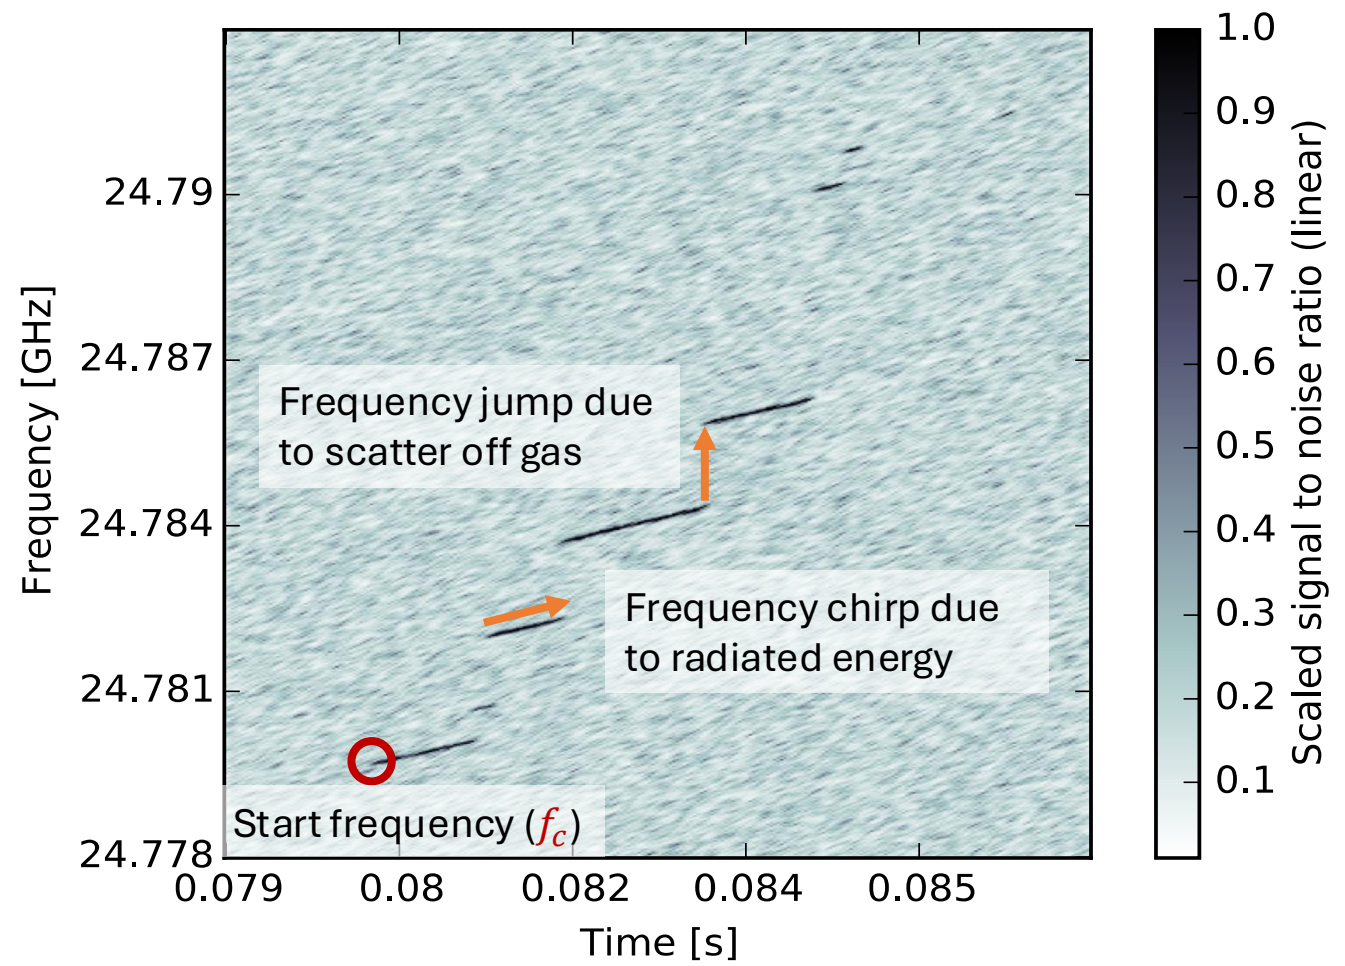 1.0
0.9
24.79
0.8
0.7
24.787
0.6
Frequency jump due
to scatter off gas
0.5
24.784
0.4
Frequency chirp due
to radiated energy
0.3
24.781
0.2
0.1
Start frequency (f_c)
24.778
0.079 0.08 0.082 0.084 0.085
Time [s]
Frequency [GHz]
Scaled signal to noise ratio (linear)